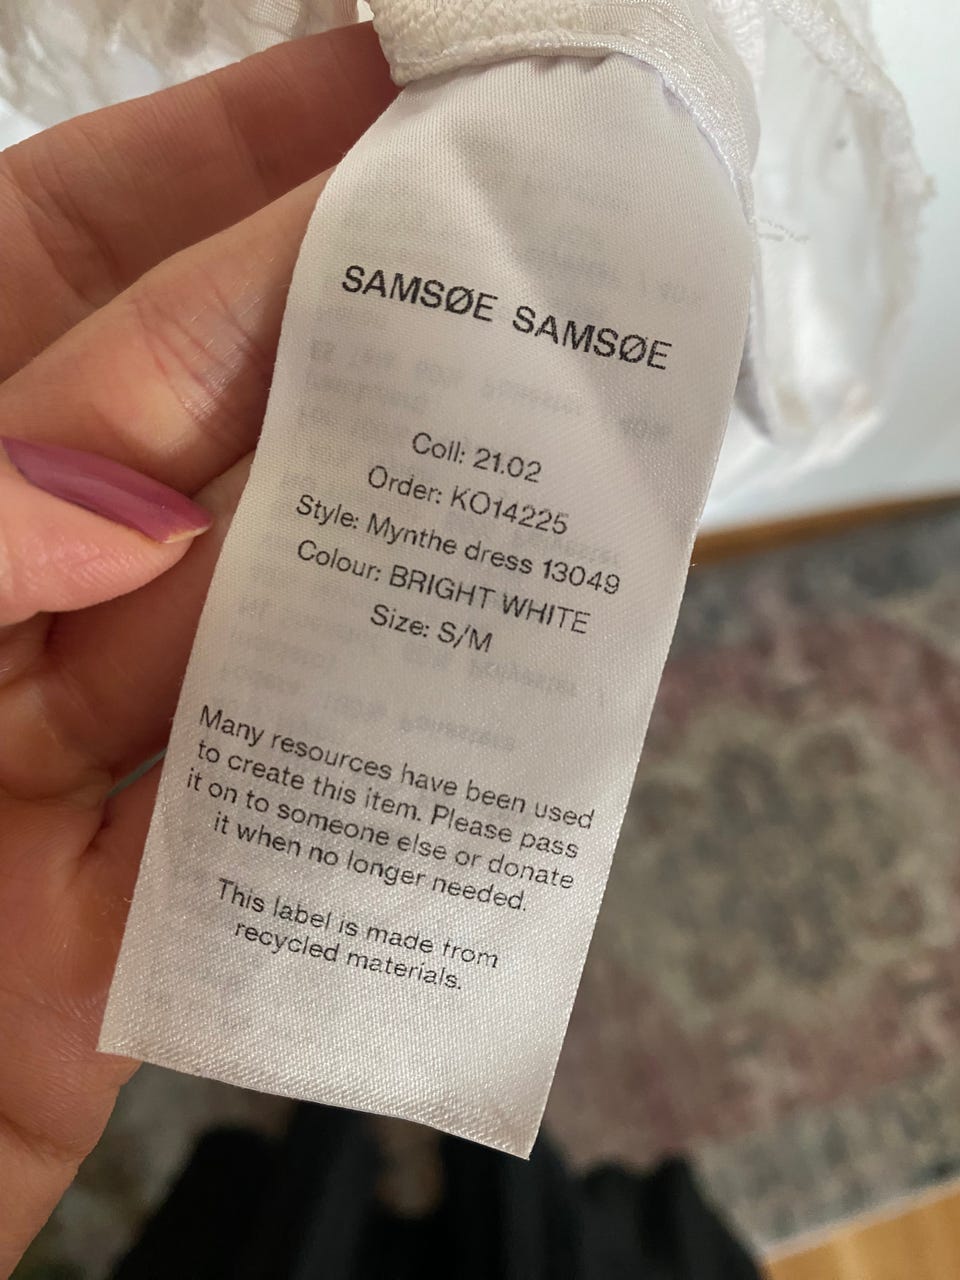 SAMSØE SAMSØE
Coll: 21.02
Order: KO14225
Style: Mynthe dress 13049
Colour: BRIGHT WHITE
Size: S/M
Many resources have been used
to create this item. Please pass
it on to someone else or donate
it when no longer needed.
This label is made from
recycled materials.